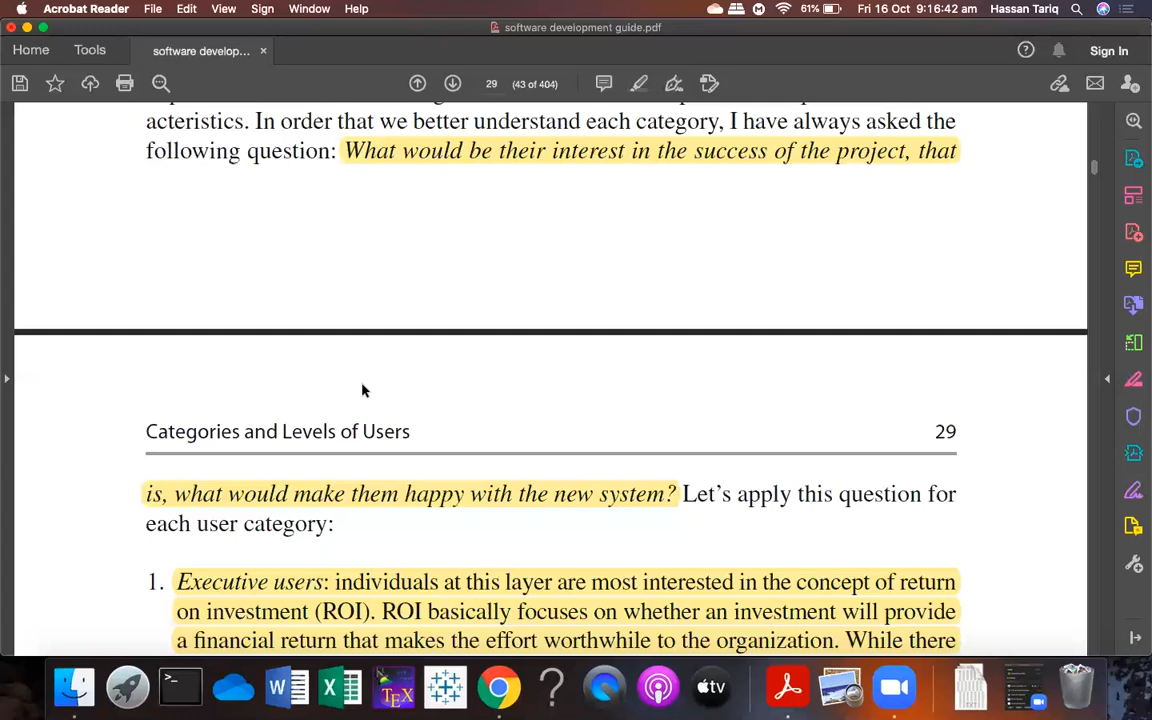 Acrobat Reader File Edit View Sign Window Help 61% Fri 16 Oct 9:16:42 am Hassan Tariq
software development guide.pdf
Home Tools software develop... × Sign In
29 (43 of 404)
acteristics. In order that we better understand each category, I have always asked the
following question: What would be their interest in the success of the project, that
Categories and Levels of Users 29
is, what would make them happy with the new system? Let's apply this question for
each user category:
1. Executive users: individuals at this layer are most interested in the concept of return
on investment (ROI). ROI basically focuses on whether an investment will provide
a financial return that makes the effort worthwhile to the organization. While there
TEX tv